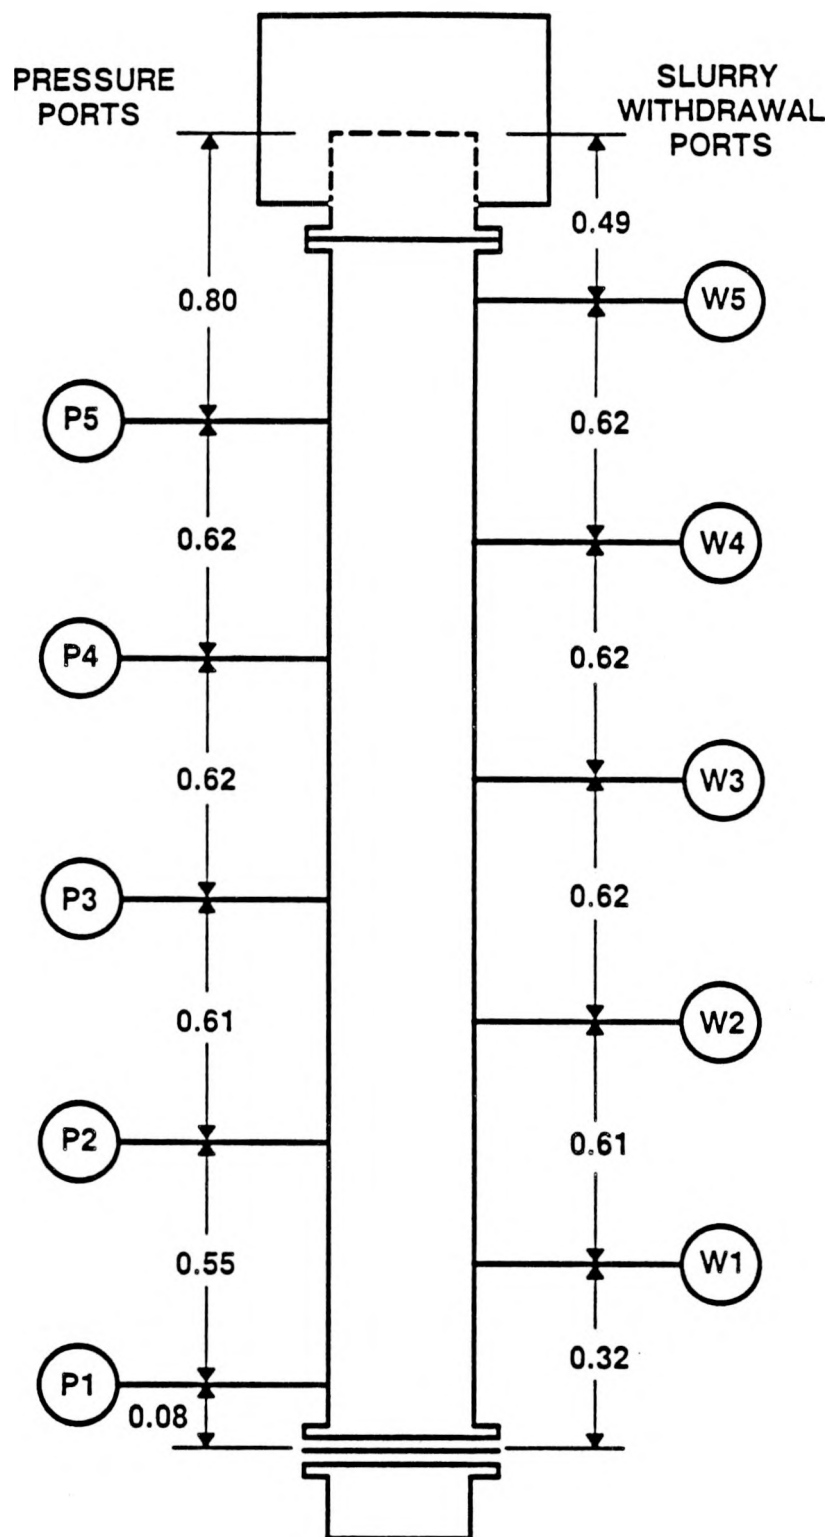 PRESSURE
PORTS
SLURRY
WITHDRAWAL
PORTS
0.49
W5
0.80
P5
0.62
W4
0.62
P4
0.62
W3
0.62
P3
0.62
W2
0.61
P2
0.61
W1
0.55
0.32
P1
0.08